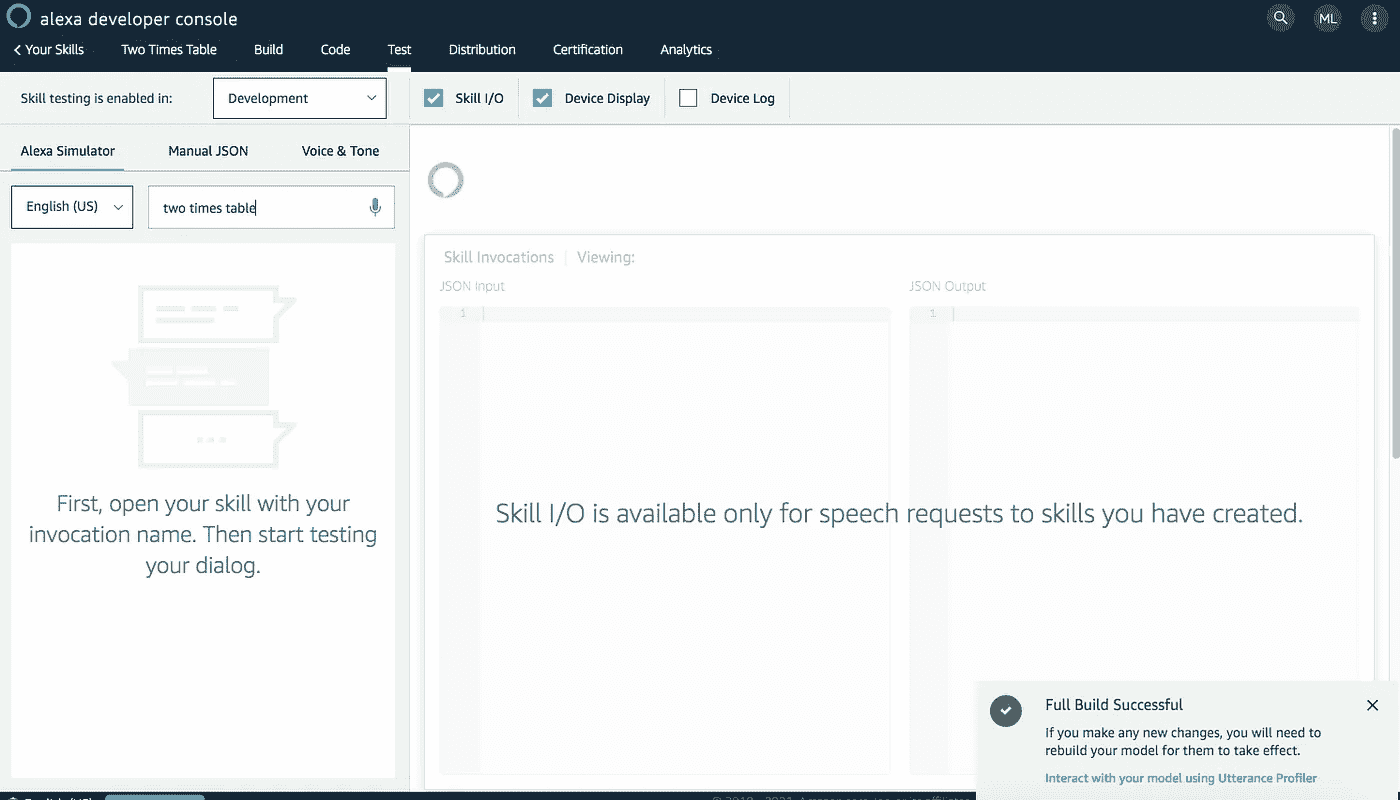 alexa developer console
ML
Your Skills Two Times Table Build Code Test Distribution Certification Analytics
Skill testing is enabled in: Development Skill I/O Device Display Device Log
Alexa Simulator Manual JSON Voice & Tone
English (US) two times table
Skill Invocations Viewing:
JSON Input JSON Output
1 1
First, open your skill with your
invocation name. Then start testing
your dialog.
Skill I/O is available only for speech requests to skills you have created.
Full Build Successful
If you make any new changes, you will need to
rebuild your model for them to take effect.
Interact with your model using Utterance Profiler